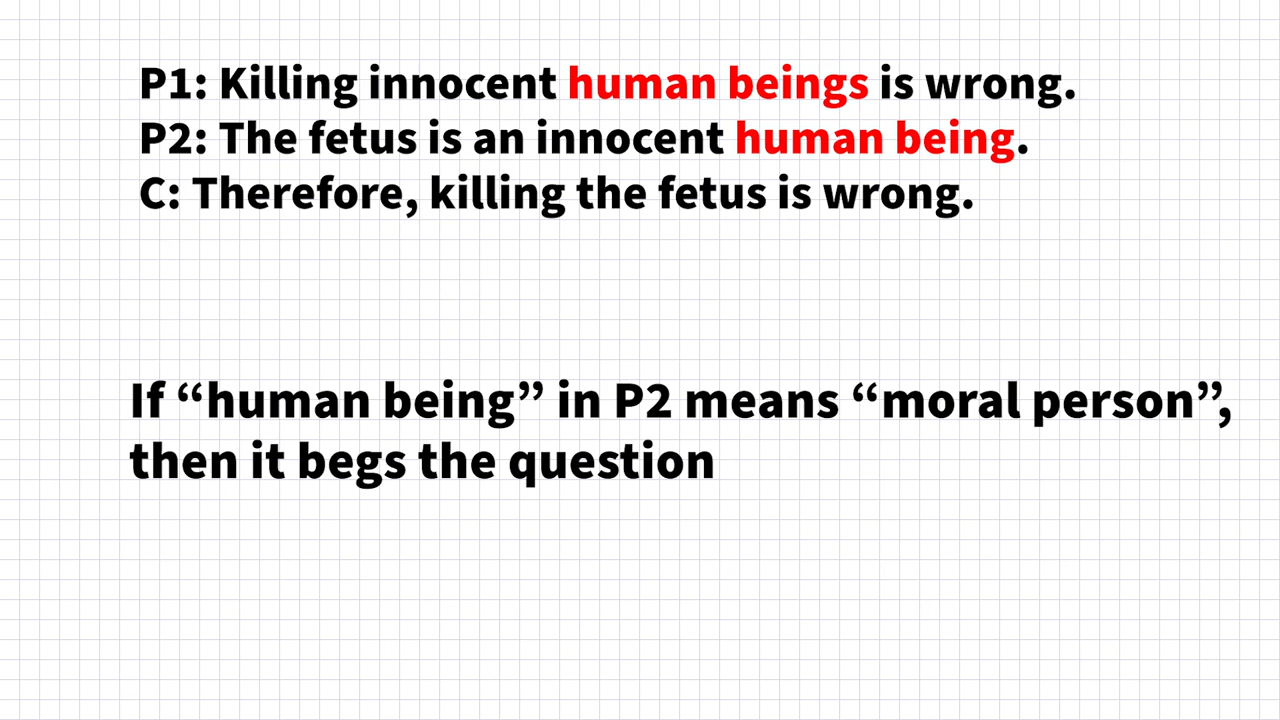 P1: Killing innocent human beings is wrong.
P2: The fetus is an innocent human being.
C: Therefore, killing the fetus is wrong.
If “human being” in P2 means “moral person”,
then it begs the question